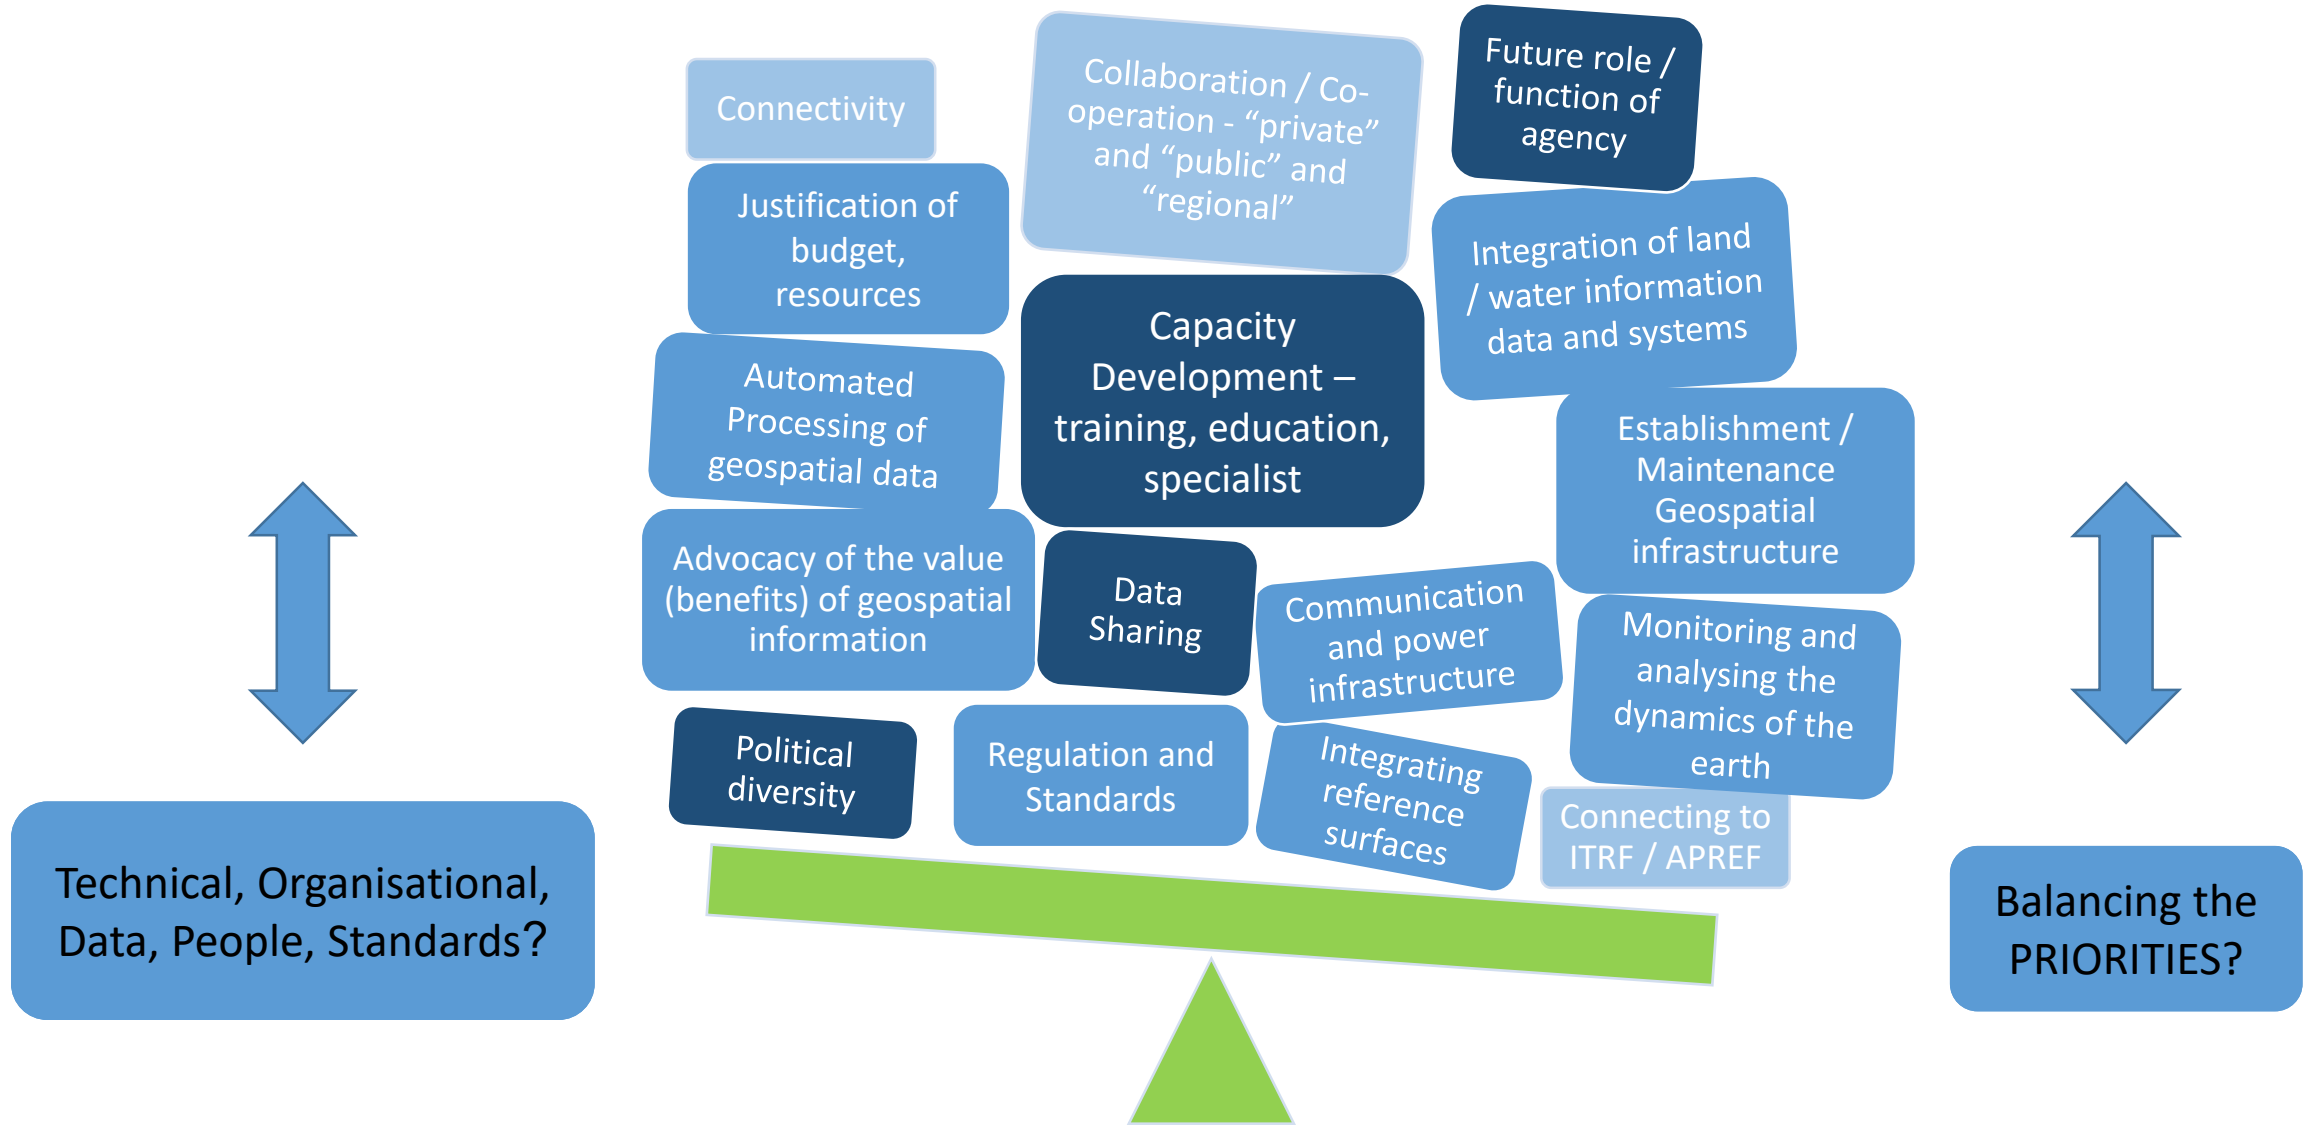 Connectivity
Collaboration / Co-
operation - “private”
and “public” and
“regional”
Future role /
function of
agency
Justification of
budget,
resources
Integration of land
/ water information
data and systems
Capacity
Development –
training, education,
specialist
Automated
Processing of
geospatial data
Establishment /
Maintenance
Geospatial
infrastructure
Advocacy of the value
(benefits) of geospatial
information
Data
Sharing
Communication
and power
infrastructure
Monitoring and
analysing the
dynamics of the
earth
Political
diversity
Regulation and
Standards
Integrating
reference
surfaces
Connecting to
ITRF / APREF
Technical, Organisational,
Data, People, Standards?
Balancing the
PRIORITIES?